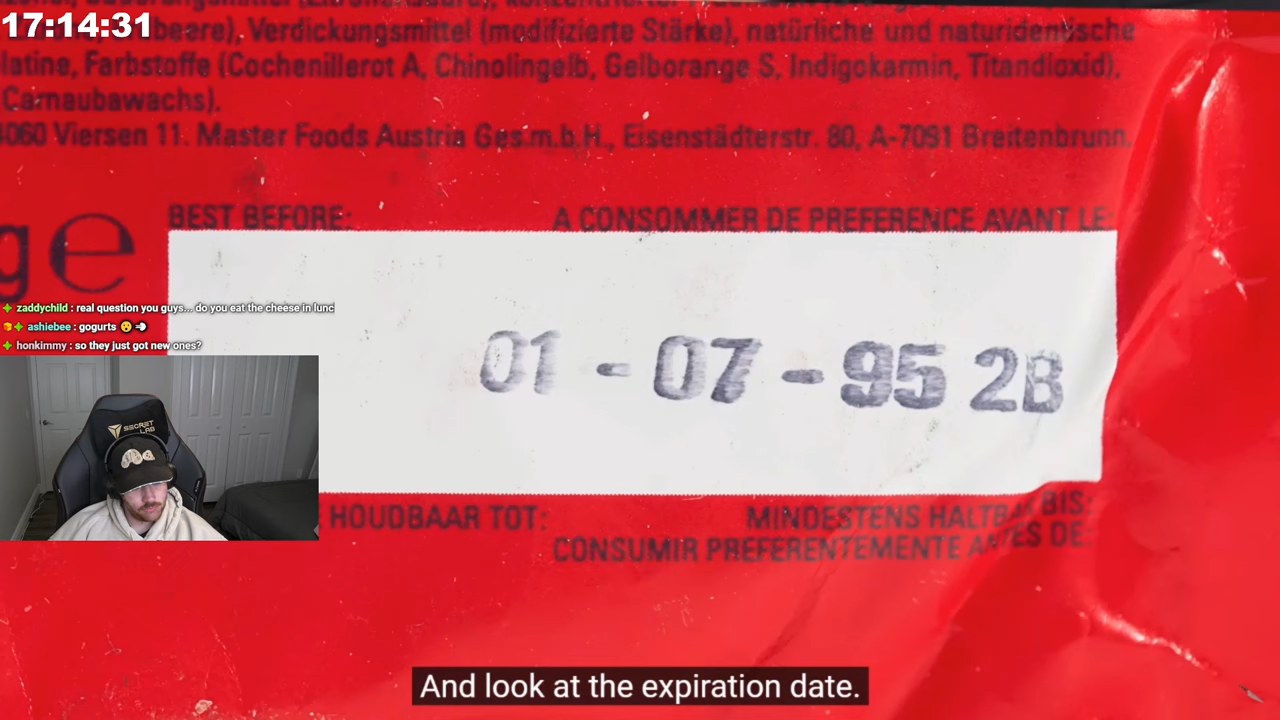 17:14:31
beere), Verdickungsmittel (modifizierte Stärke), natürliche und naturidentische
latine, Farbstoffe (Cochenillerot A, Chinolingelb, Gelborange S, Indigokarmin, Titandioxid),
Carnaubawachs).
4060 Viersen 11. Master Foods Austria Ges.m.b.H., Eisenstädterstr. 80, A-7091 Breitenbrunn.
g e
BEST BEFORE: A CONSOMMER DE PREFERENCE AVANT LE:
zaddychild : real question you guys... do you eat the cheese in lunc
ashiebee : gogurts
honkimmy : so they just got new ones?
01 - 07 - 95 2B
SECRET LAB
HOUDBAAR TOT: MINDESTENS HALTBAR BIS:
CONSUMIR PREFERENTEMENTE ANTES DE:
And look at the expiration date.